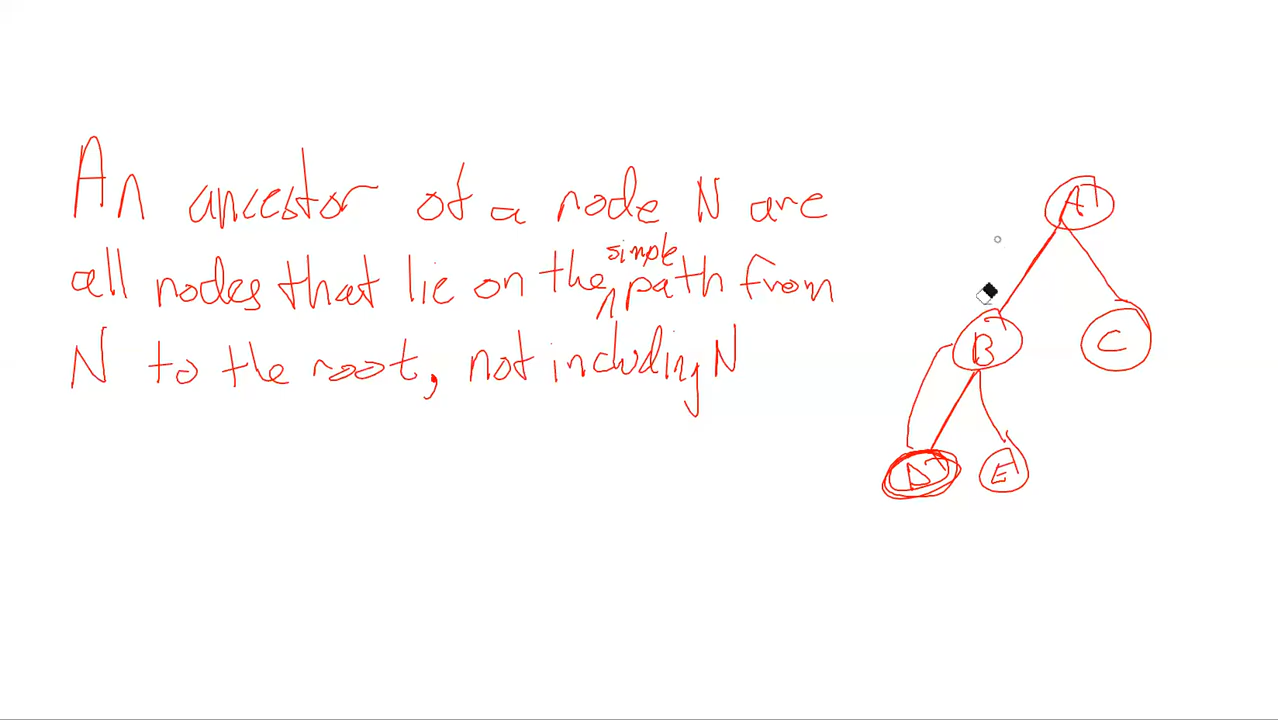 An ancestor of a node N are
all nodes that lie on the simple path from
N to the root, not including N
A
B
C
D
E